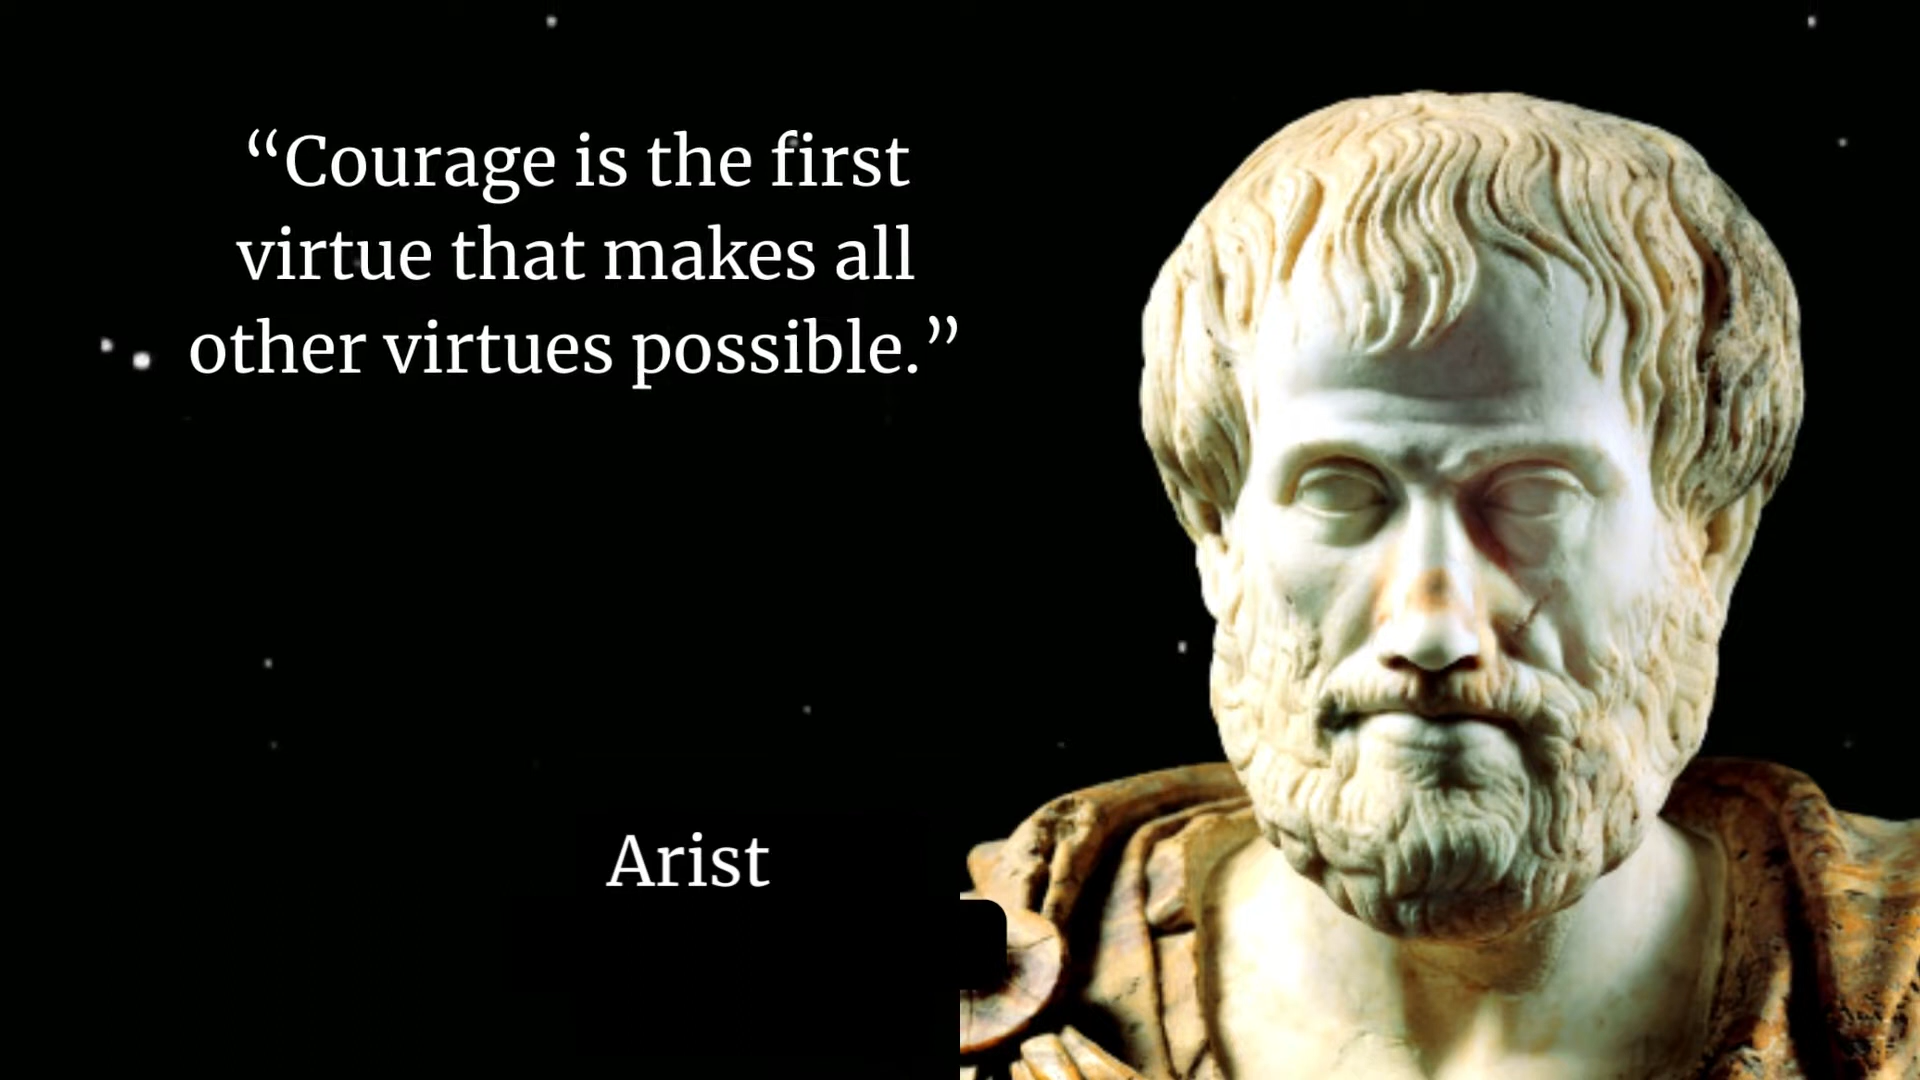 “Courage is the first
virtue that makes all
other virtues possible.”
Arist